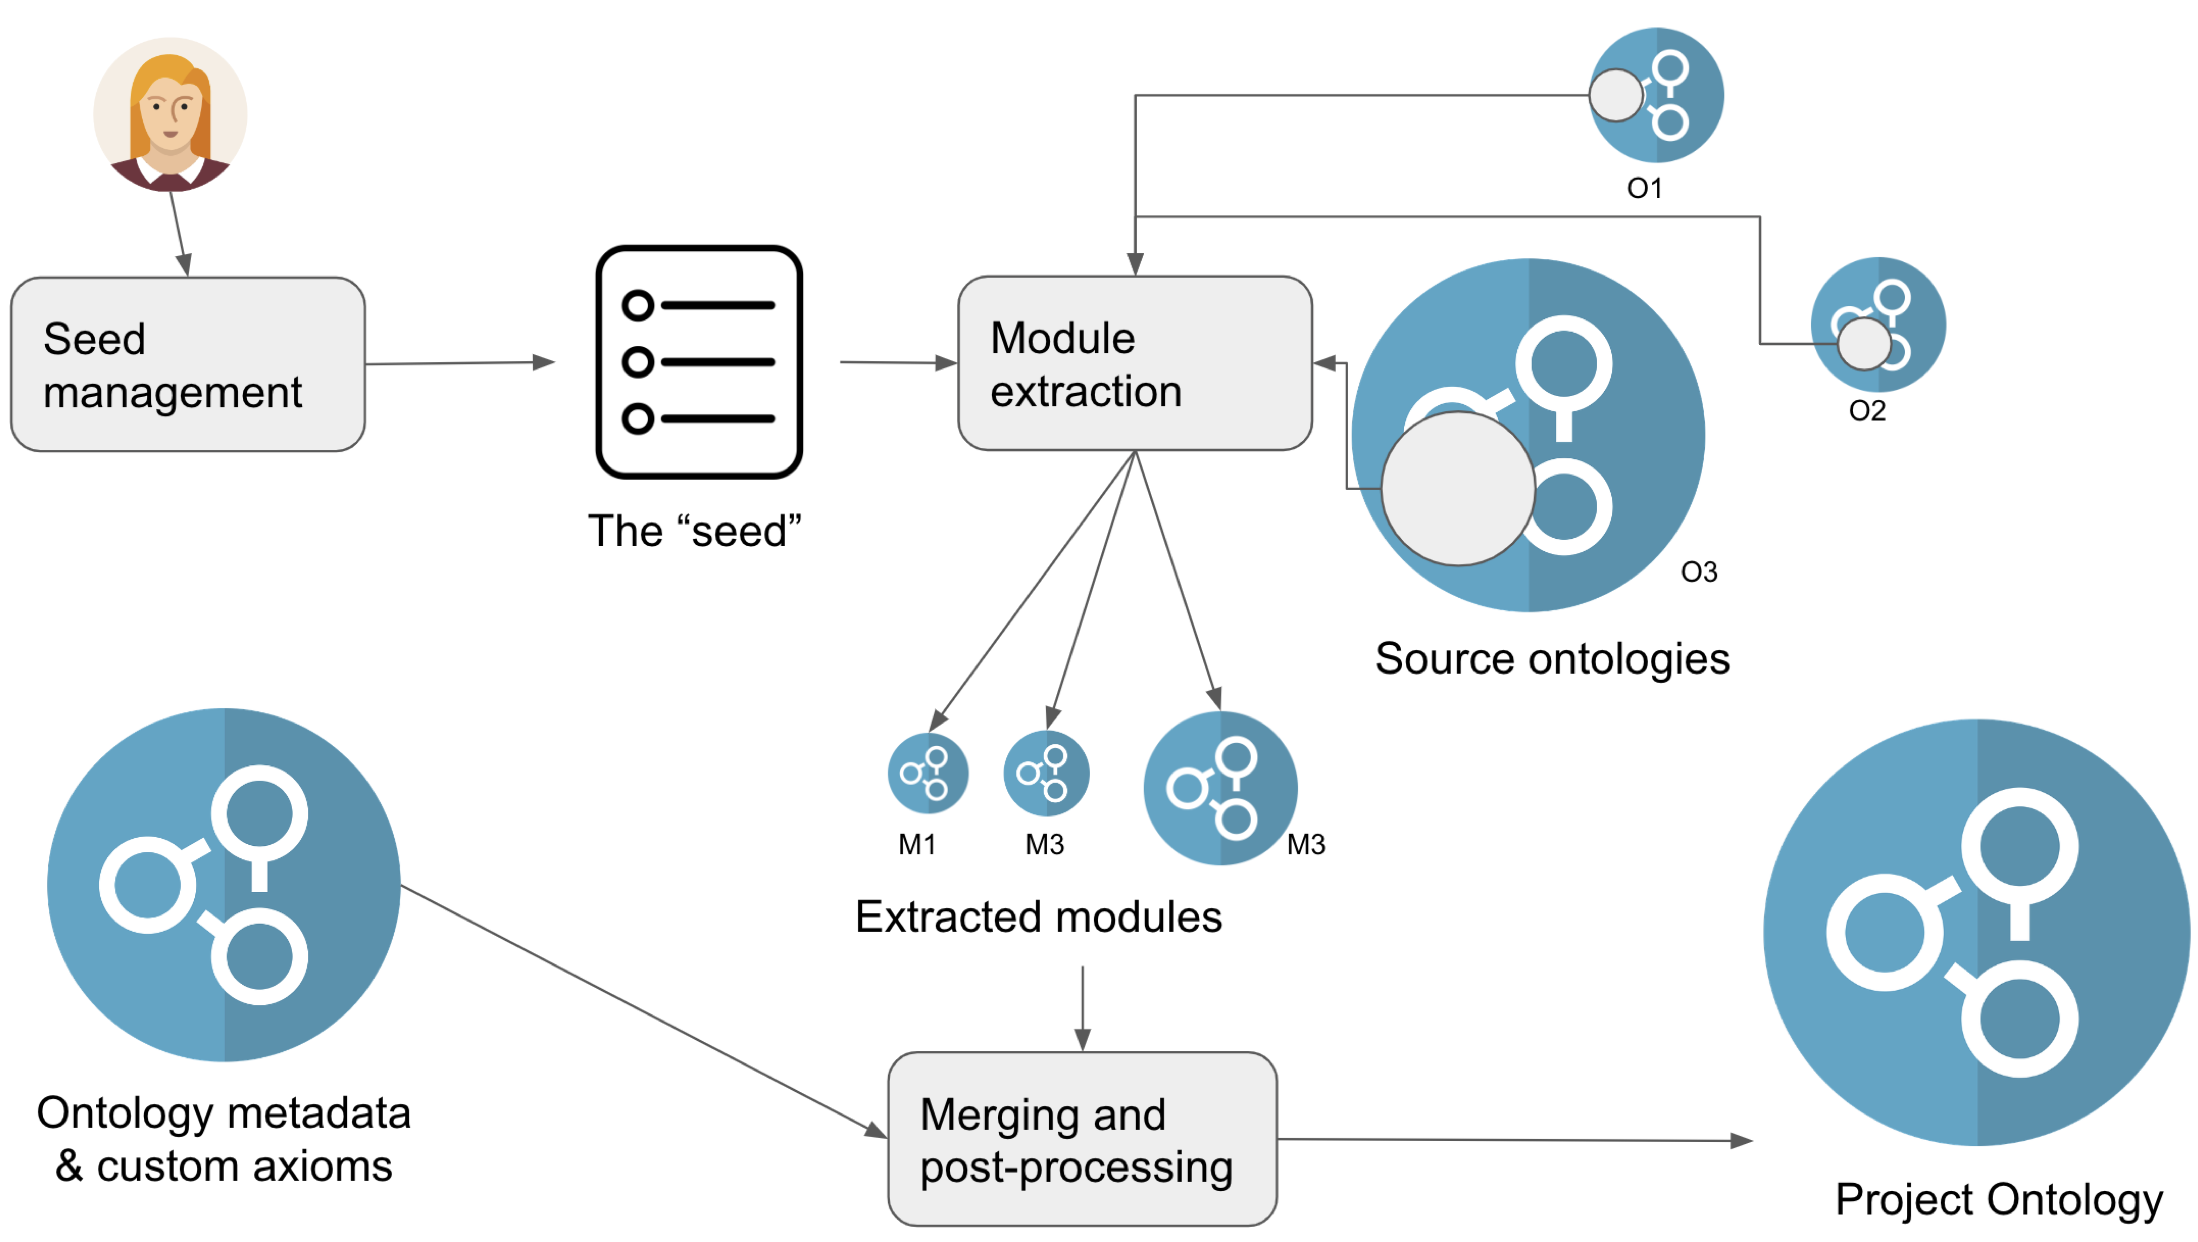 O1
Seed
management
The “seed”
Module
extraction
O2
O3
Source ontologies
M1
M3
M3
Extracted modules
Ontology metadata
& custom axioms
Merging and
post-processing
Project Ontology